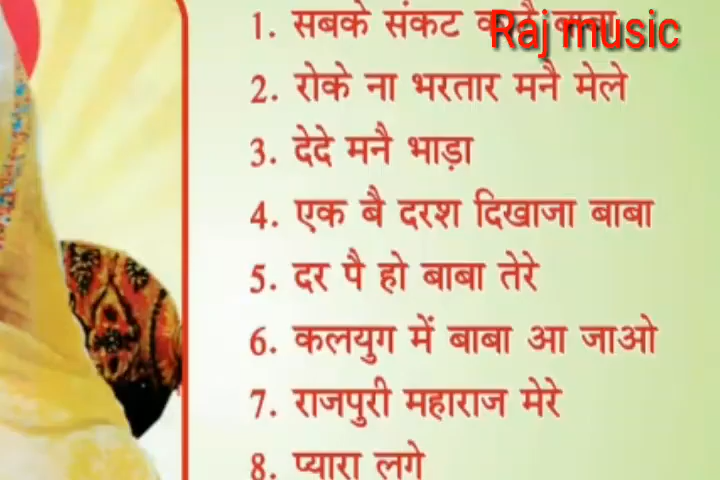 1. सबके संकट
Raj music
2. रोके ना भरतार मनै मेले
3. देदे मनै भाड़ा
4. एक बै दरश दिखाजा बाबा
5. दर पै हो बाबा तेरे
6. कलयुग में बाबा आ जाओ
7. राजपुरी महाराज मेरे
8. प्यारा लगे